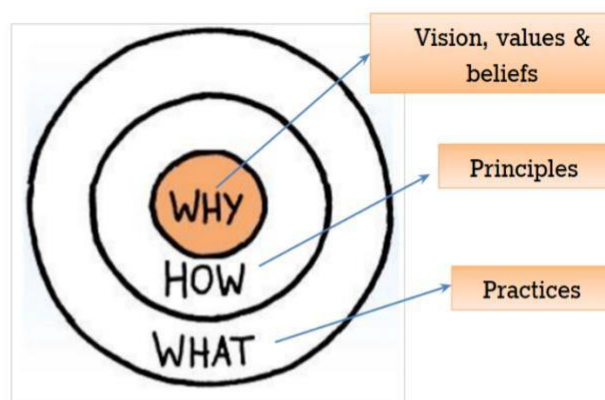 Vision, values &
beliefs
WHY
Principles
HOW
Practices
WHAT